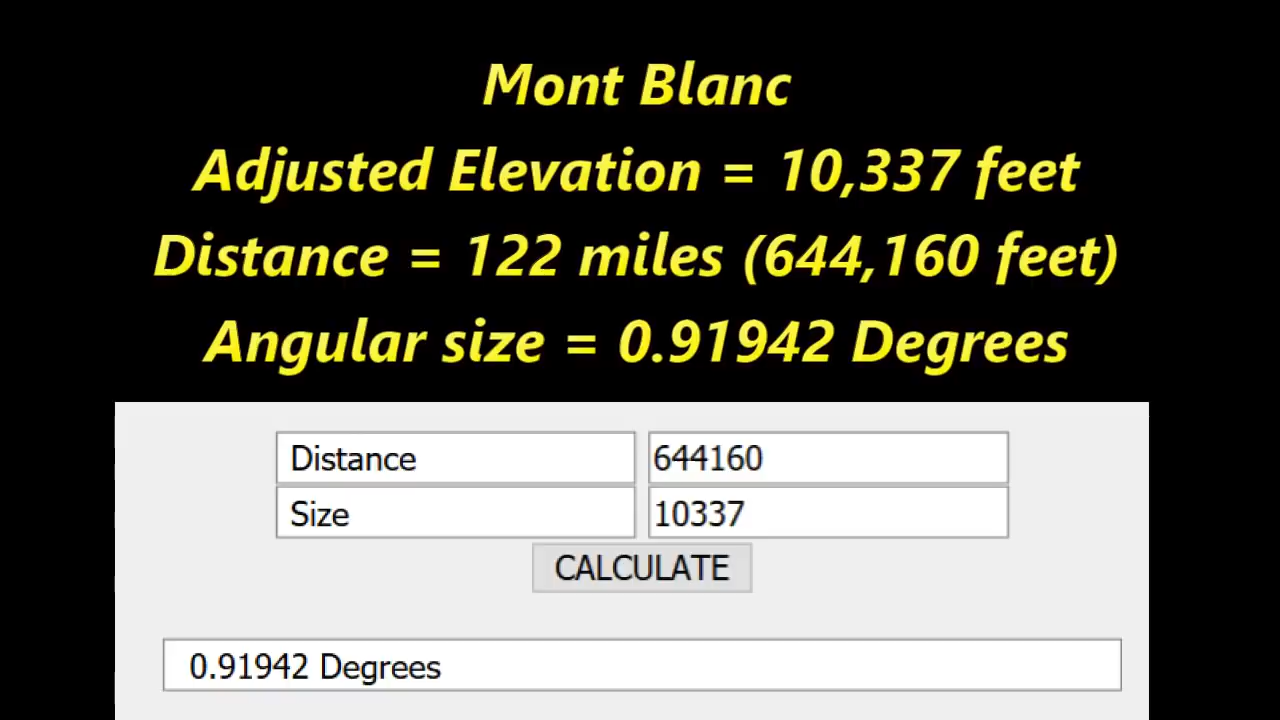 Mont Blanc
Adjusted Elevation = 10,337 feet
Distance = 122 miles (644,160 feet)
Angular size = 0.91942 Degrees
Distance 644160
Size 10337
CALCULATE
0.91942 Degrees